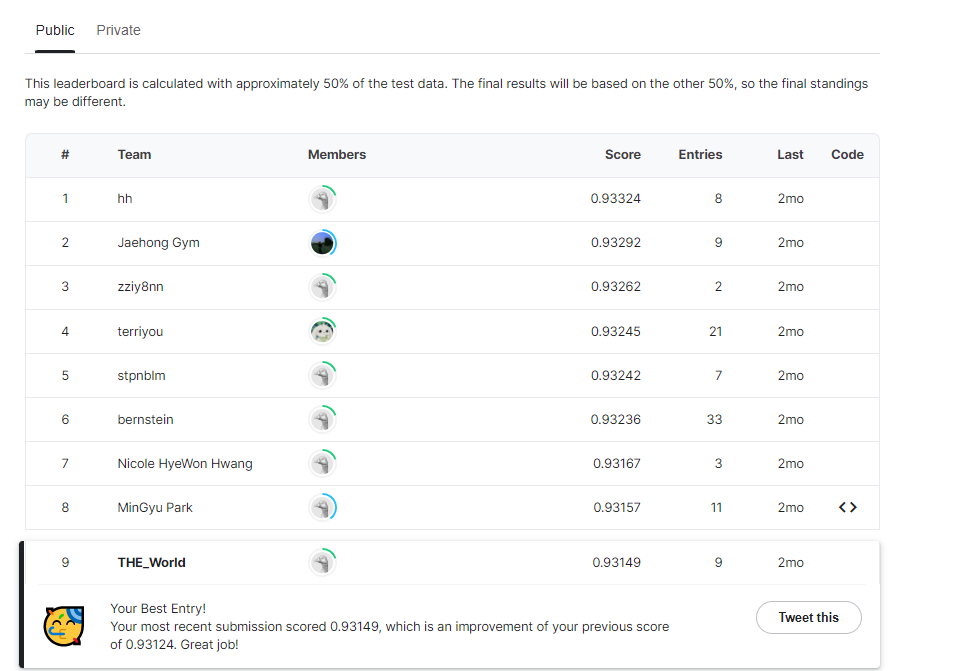 Public Private
This leaderboard is calculated with approximately 50% of the test data. The final results will be based on the other 50%, so the final standings
may be different.
# Team Members Score Entries Last Code
1 hh 0.93324 8 2mo
2 Jaehong Gym 0.93292 9 2mo
3 zziy8nn 0.93262 2 2mo
4 terriyou 0.93245 21 2mo
5 stpnblm 0.93242 7 2mo
6 bernstein 0.93236 33 2mo
7 Nicole HyeWon Hwang 0.93167 3 2mo
8 MinGyu Park 0.93157 11 2mo <>
9 THE_World 0.93149 9 2mo
Your Best Entry!
Your most recent submission scored 0.93149, which is an improvement of your previous score
of 0.93124. Great job!
Tweet this